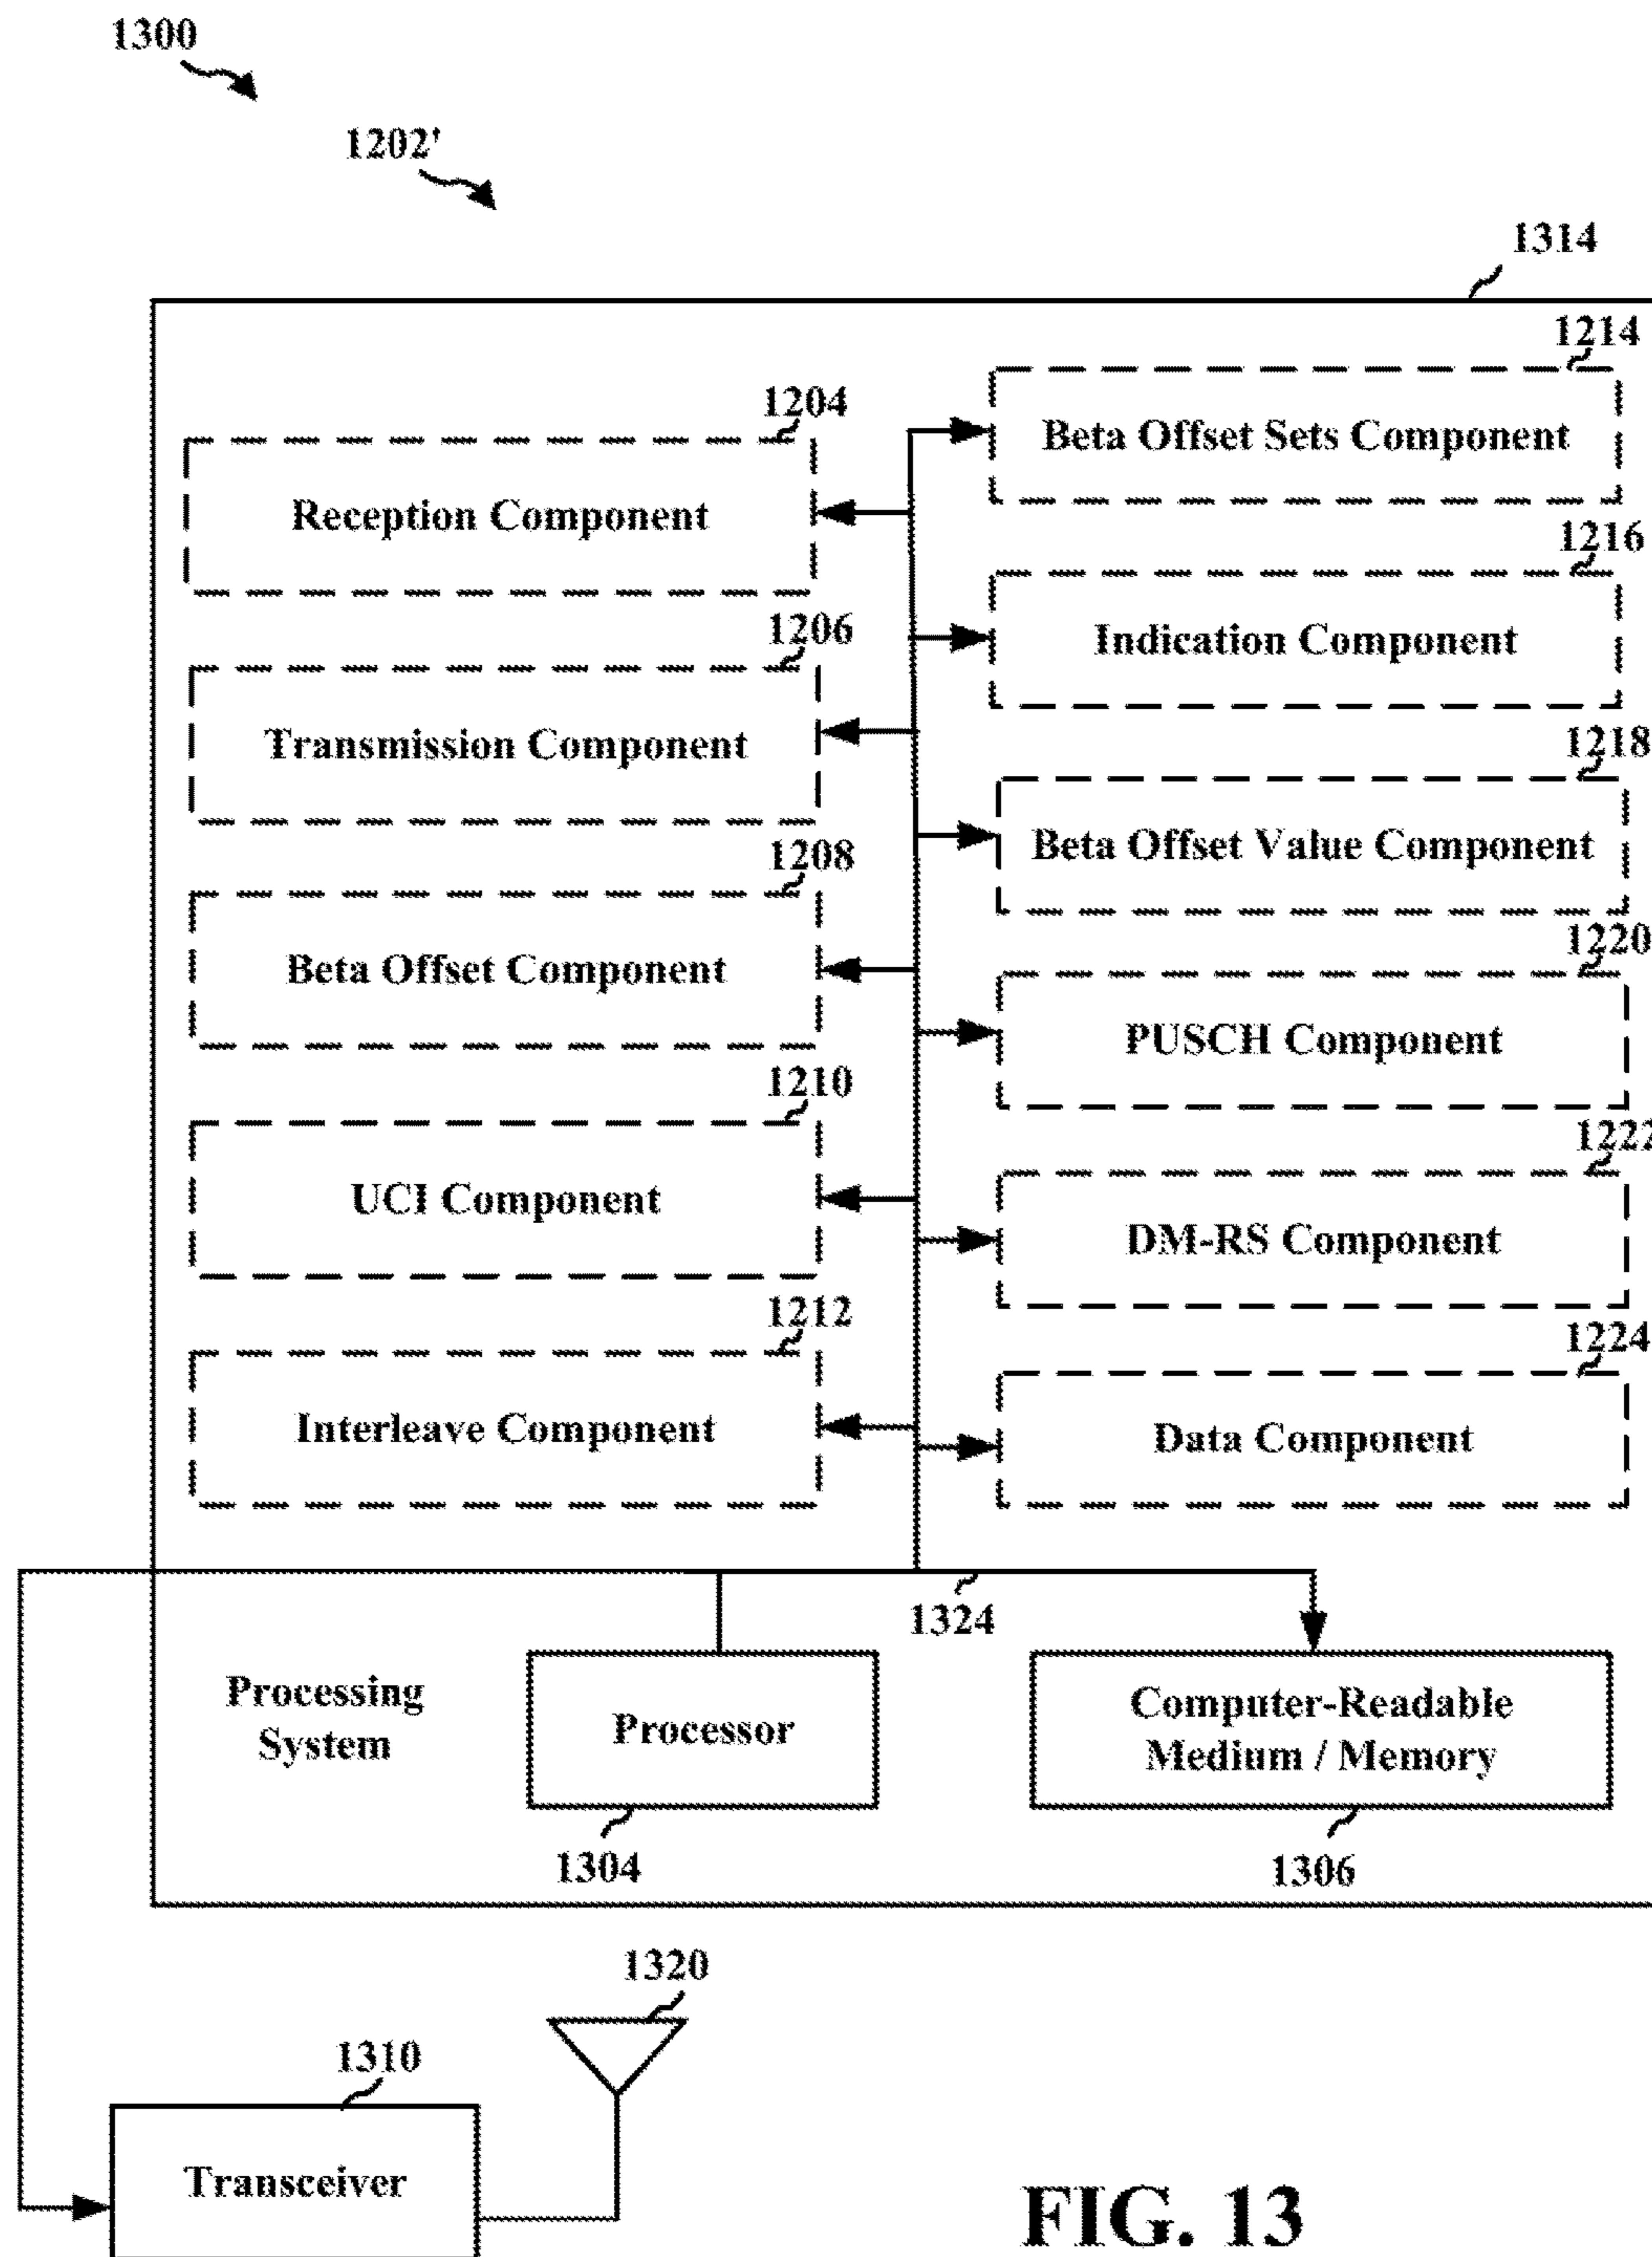 1300
1202'
1314
1214
Beta Offset Sets Component
1204
Reception Component
1216
Indication Component
1206
Transmission Component
1218
Beta Offset Value Component
1208
Beta Offset Component
1220
PUSCH Component
1210
UCI Component
1222
DM-RS Component
1212
Interleave Component
1224
Data Component
1324
Processing
System
Processor
1304
Computer-Readable
Medium / Memory
1306
1320
1310
Transceiver
FIG. 13